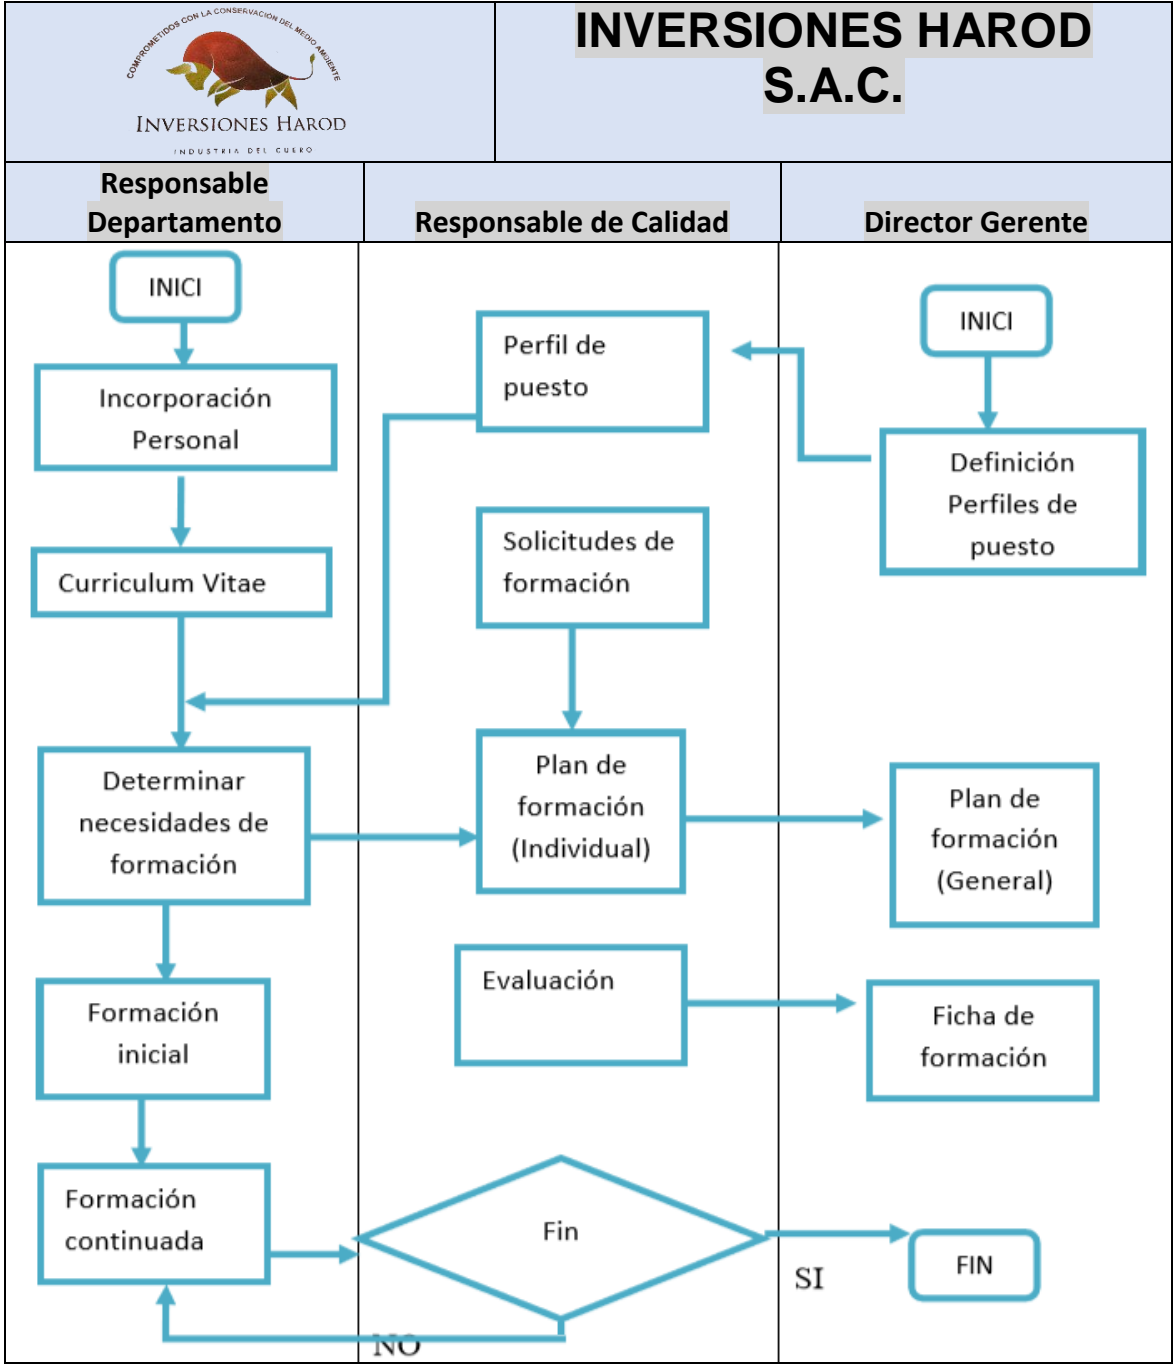 COMPROMETIDOS CON LA CONSERVACIÓN DEL MEDIO AMBIENTE
INVERSIONES HAROD
INDUSTRIA DEL CUERO
INVERSIONES HAROD
S.A.C.
Responsable
Departamento
Responsable de Calidad
Director Gerente
INICI
Incorporación
Personal
Curriculum Vitae
Determinar
necesidades de
formación
Formación
inicial
Formación
continuada
Perfil de
puesto
Solicitudes de
formación
Plan de
formación
(Individual)
Evaluación
Fin
NO
SI
INICI
Definición
Perfiles de
puesto
Plan de
formación
(General)
Ficha de
formación
FIN